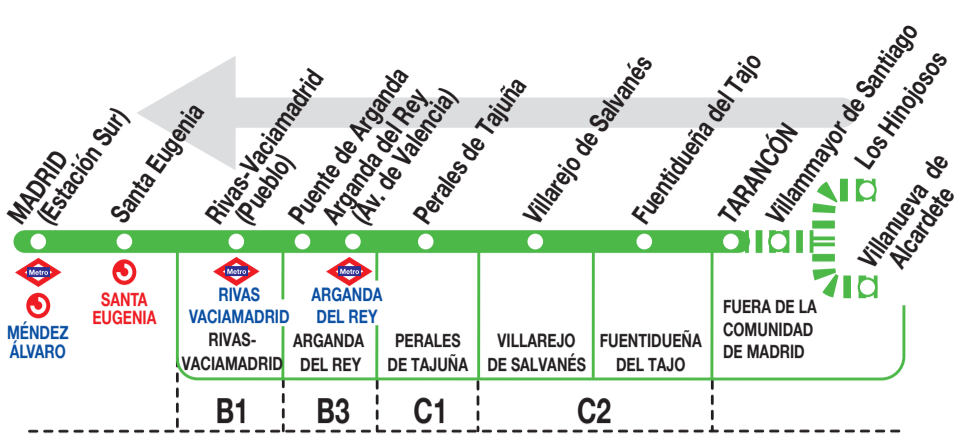 MADRID
(Estación Sur)
Santa Eugenia
Rivas-Vaciamadrid
(Pueblo)
Puente de Arganda
Arganda del Rey
(Av. de Valencia)
Perales de Tajuña
Villarejo de Salvanés
Fuentidueña del Tajo
TARANCÓN
Villammayor de Santiago
Los Hinojosos
Villanueva de
Alcardete
Metro
MÉNDEZ
ÁLVARO
SANTA
EUGENIA
Metro
RIVAS
VACIAMADRID
RIVAS-
VACIAMADRID
Metro
ARGANDA
DEL REY
ARGANDA
DEL REY
PERALES
DE TAJUÑA
VILLAREJO
DE SALVANÉS
FUENTIDUEÑA
DEL TAJO
FUERA DE LA
COMUNIDAD
DE MADRID
B1
B3
C1
C2